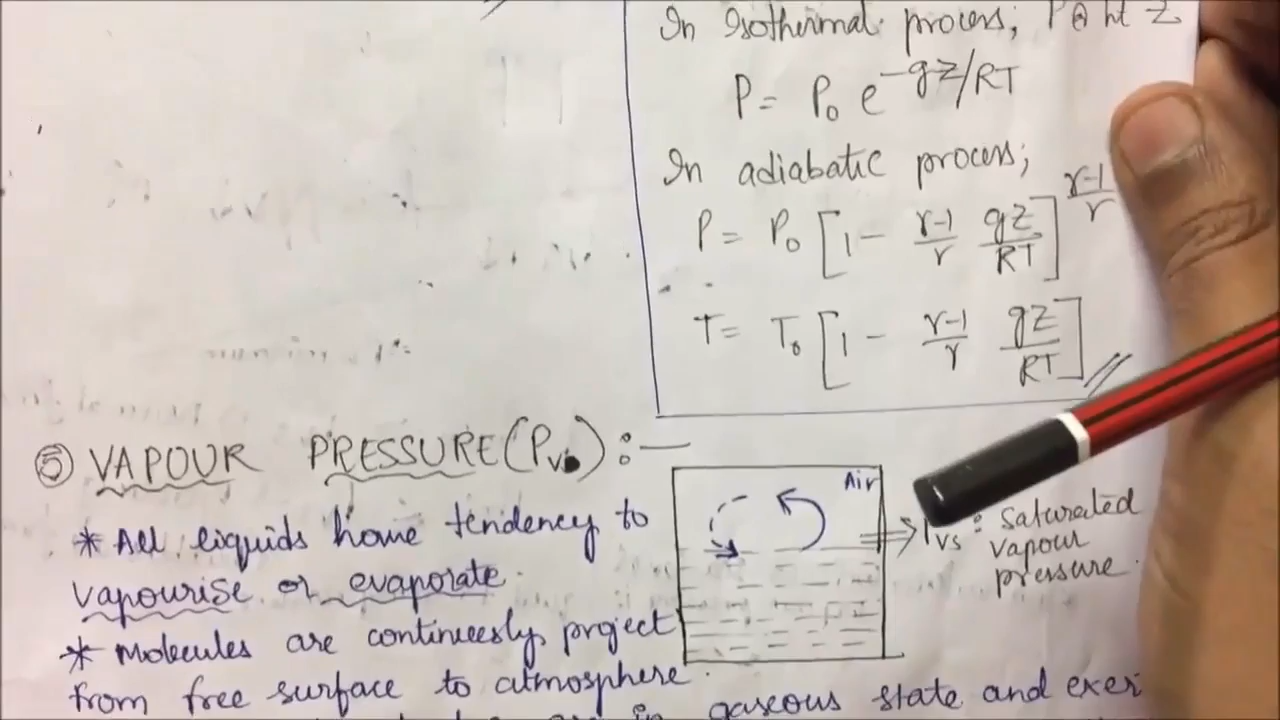 In Isothermal process; P@ ht Z
P = P₀ e^-gz/RT
In adiabatic process;
P = P₀ [1 - γ-1/γ gz/RT]^γ-1/γ
T = T₀ [1 - γ-1/γ gz/RT]
⑤ VAPOUR PRESSURE (Pv) :—
* All liquids have tendency to
vapourise or evaporate.
* Molecules are continuesly project
from free surface to atmosphere.
gaseous state and exer
Air
Pvs : Saturated
vapour
pressure.